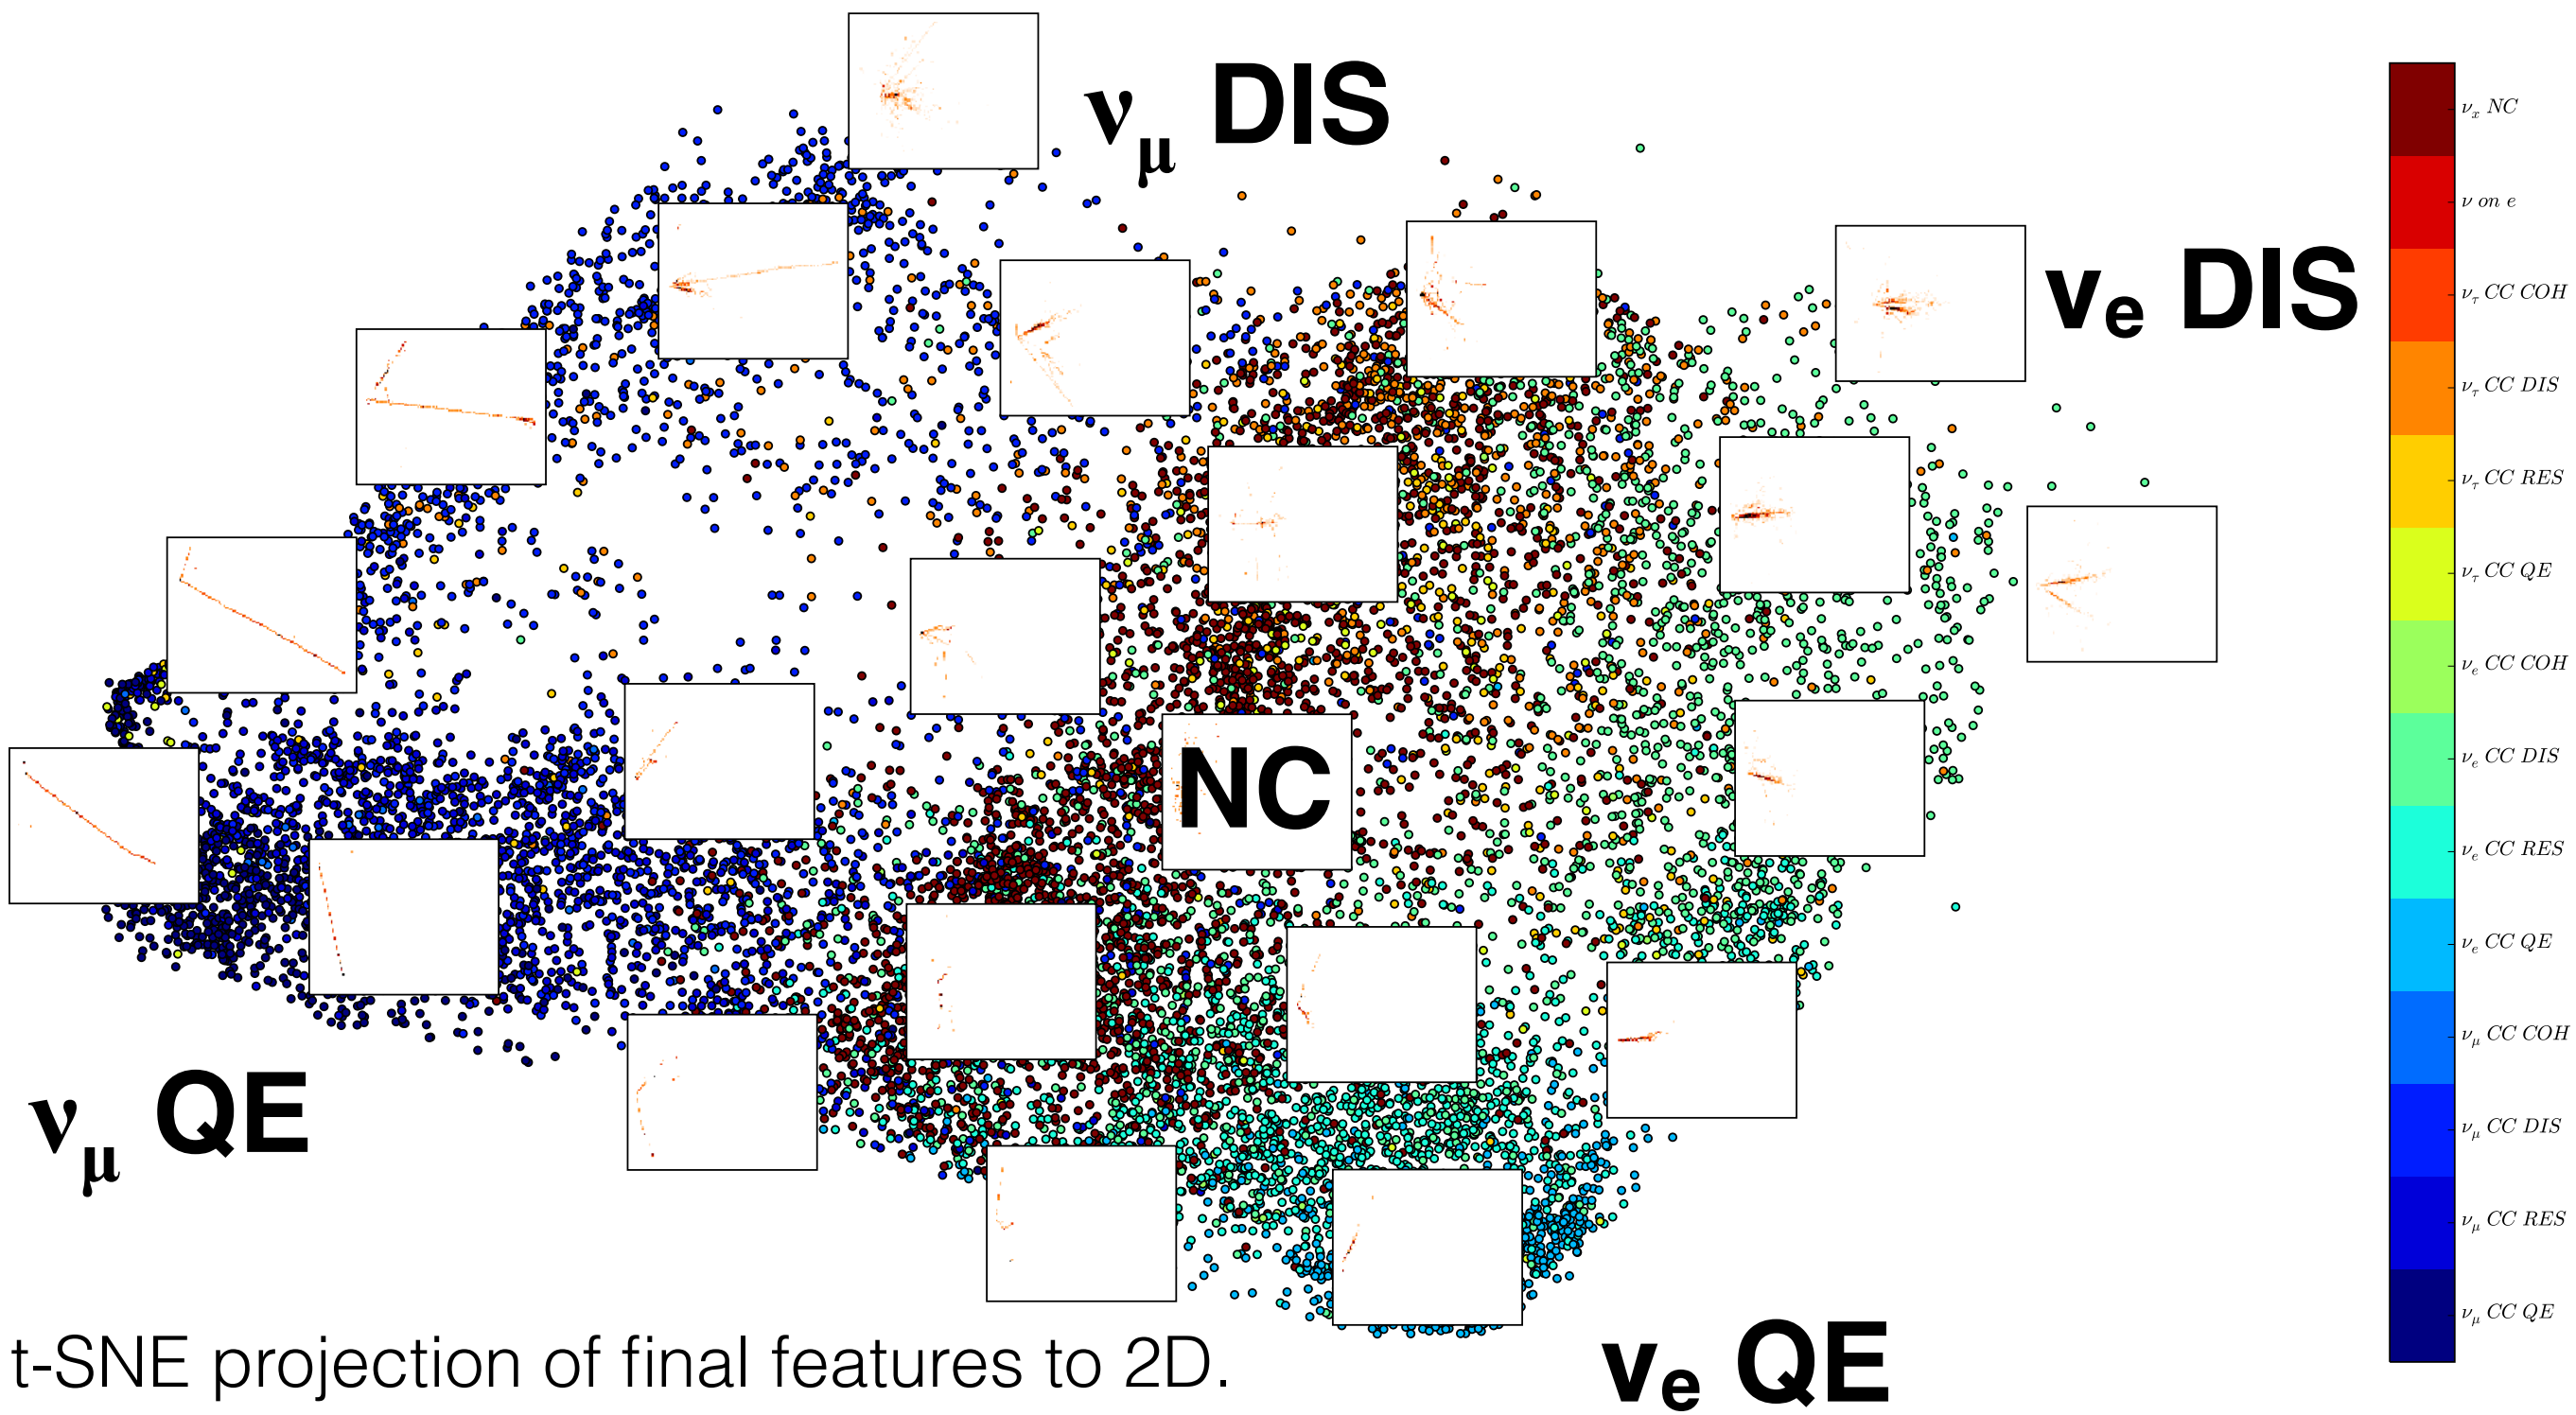 νμ DIS
νe DIS
NC
νμ QE
νe QE
t-SNE projection of final features to 2D.
νx NC
ν on e
ντ CC COH
ντ CC DIS
ντ CC RES
ντ CC QE
νe CC COH
νe CC DIS
νe CC RES
νe CC QE
νμ CC COH
νμ CC DIS
νμ CC RES
νμ CC QE